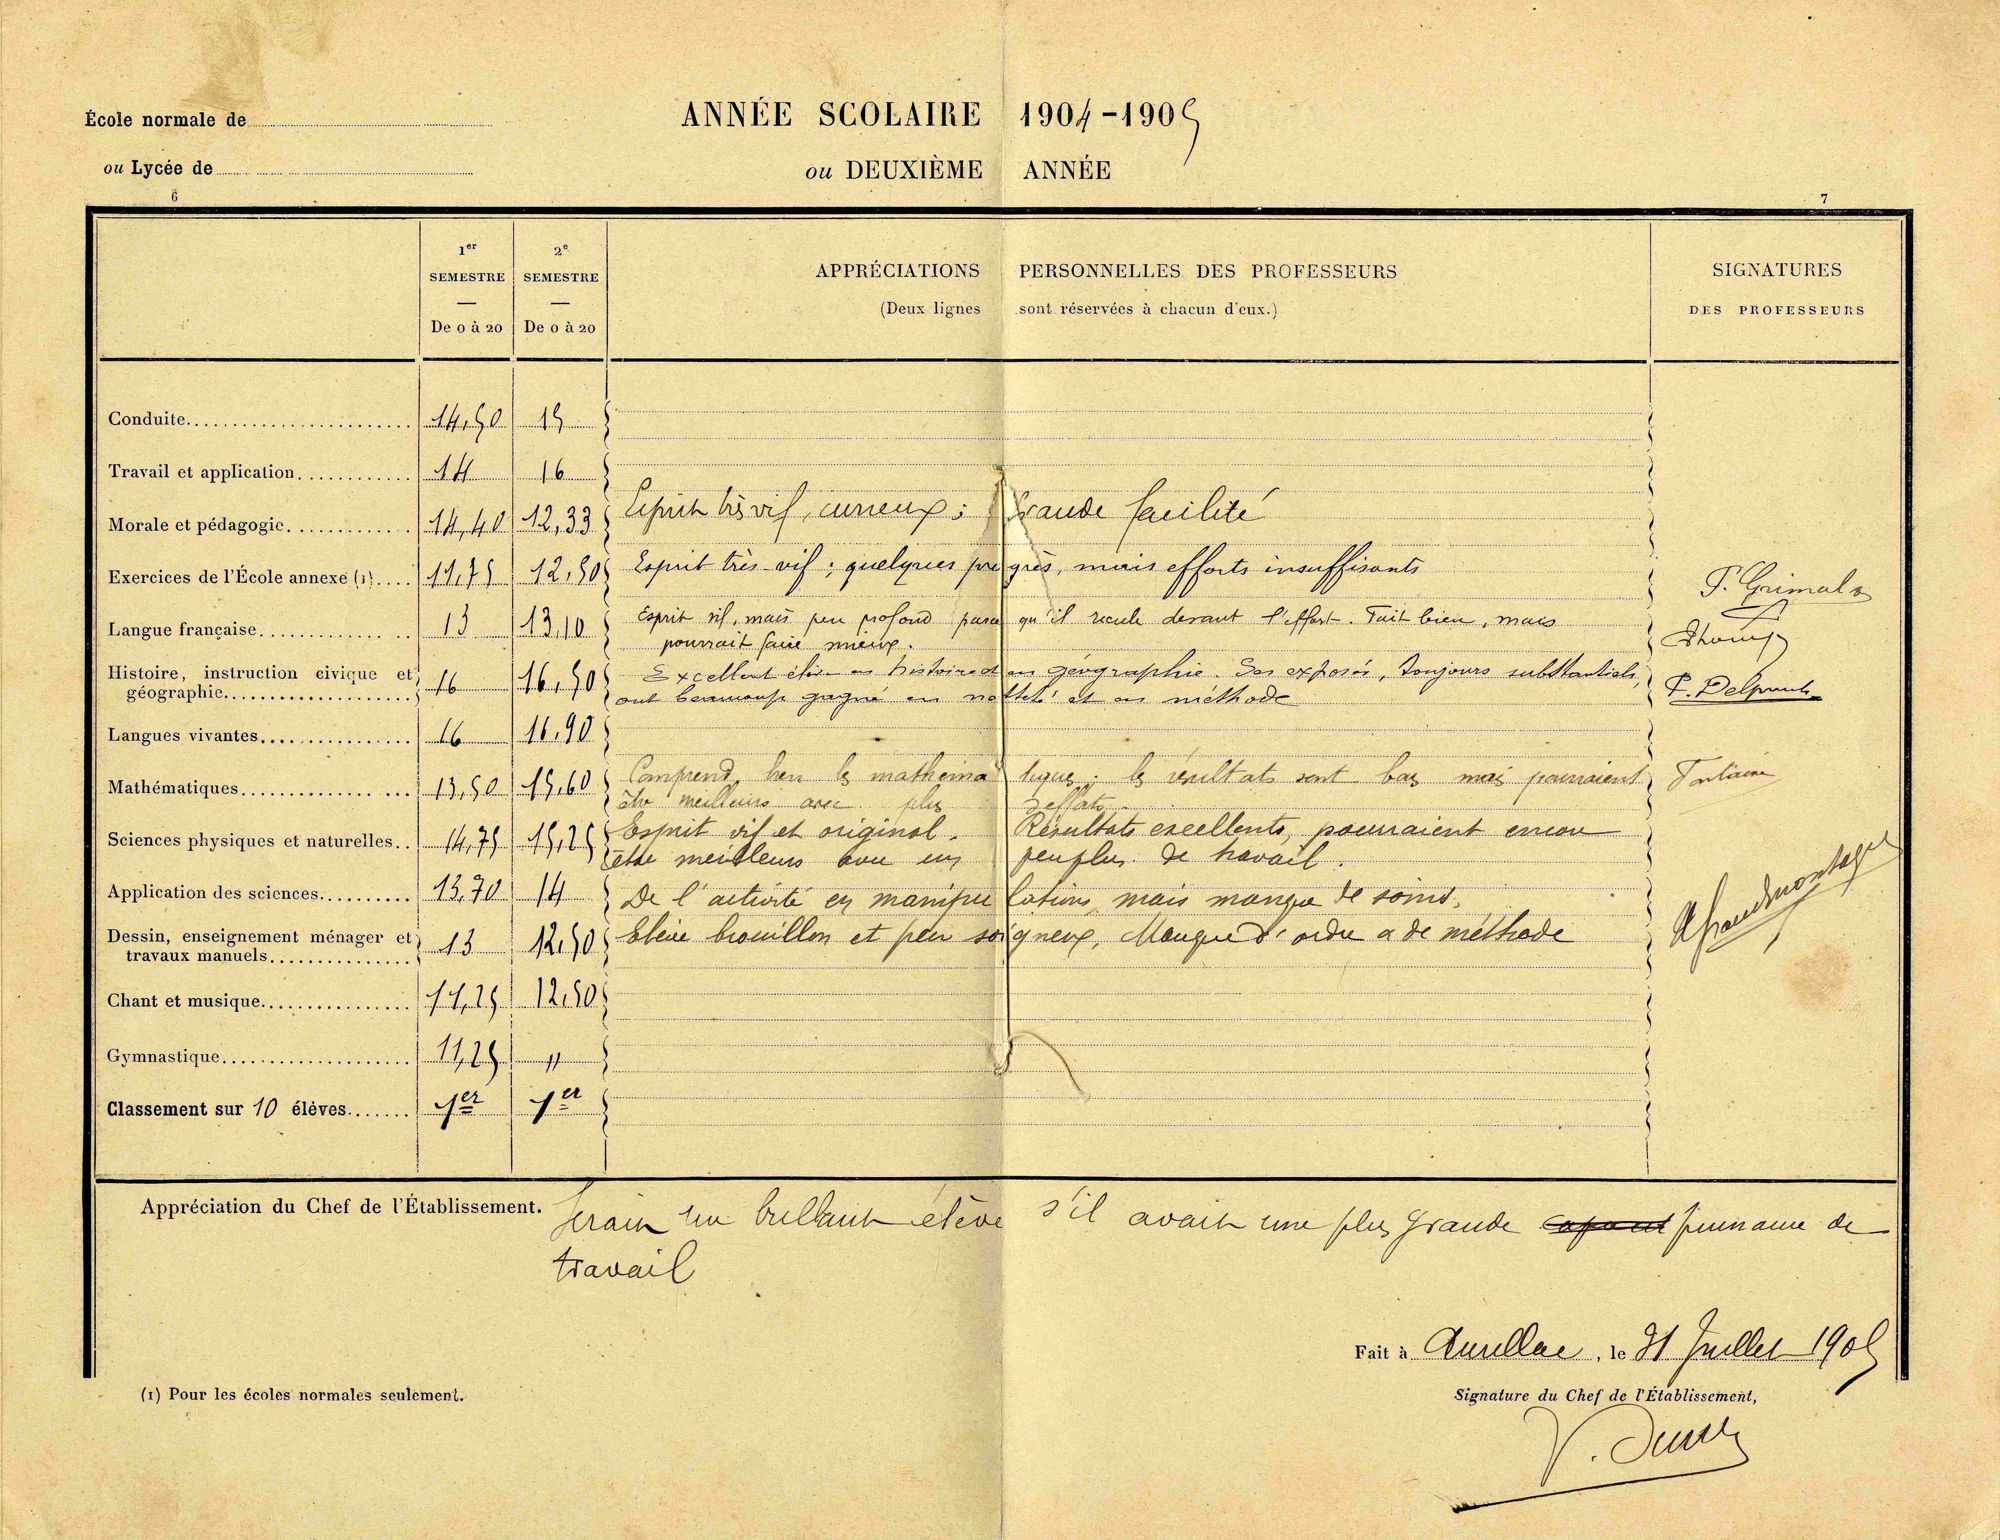 École normale de
ANNÉE SCOLAIRE 1904-1905
ou Lycée de
ou DEUXIÈME ANNÉE
6
7
1er SEMESTRE De 0 à 20
2e SEMESTRE De 0 à 20
APPRÉCIATIONS PERSONNELLES DES PROFESSEURS
(Deux lignes sont réservées à chacun d'eux.)
SIGNATURES
DES PROFESSEURS
Conduite 14,50 15
Travail et application 14 16
Morale et pédagogie 14,40 12,33 Esprit très vif, curieux ; grande facilité
Exercices de l'École annexe (1) 11,75 12,50 Esprit très vif ; quelques progrès, mais efforts insuffisants P. Grimal
Langue française 13 13,10 Esprit vif, mais peu profond parce qu'il recule devant l'effort. Fait bien, mais
pourrait faire mieux.
Histoire, instruction civique et
géographie 16 16,50 Excellent élève en histoire et en géographie. Ses exposés, toujours substantiels,
ont beaucoup gagné en netteté et en méthode P. Delprunh
Langues vivantes 16 16,90
Mathématiques 13,50 15,60 Comprend bien les mathématiques ; les résultats sont bons mais pourraient Fontaine
être meilleurs avec plus d'efforts.
Sciences physiques et naturelles 14,75 15,25 Esprit vif et original. Résultats excellents, pourraient encore
être meilleurs avec un peu plus de travail.
Application des sciences 13,70 14 De l'activité en manipulations, mais manque de soins.
Dessin, enseignement ménager et
travaux manuels 13 12,50 Elève brouillon et peu soigneux, Manque d'ordre & de méthode
Chant et musique 11,25 12,50
Gymnastique 11,25 11
Classement sur 10 élèves 1er 1er
Appréciation du Chef de l'Établissement. Serait un brillant élève s'il avait une plus grande puissance de
travail
Fait à Aurillac, le 31 Juillet 1905
(1) Pour les écoles normales seulement.
Signature du Chef de l'Établissement,